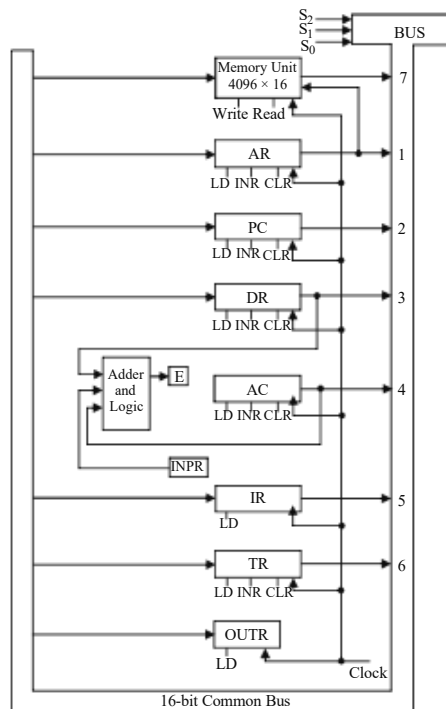 S2
S1
S0
BUS
Memory Unit
4096 × 16
7
Write Read
AR
1
LD INR CLR
PC
2
LD INR CLR
DR
3
LD INR CLR
Adder
and
Logic
E
AC
4
LD INR CLR
INPR
IR
5
LD
TR
6
LD INR CLR
OUTR
LD
Clock
16-bit Common Bus